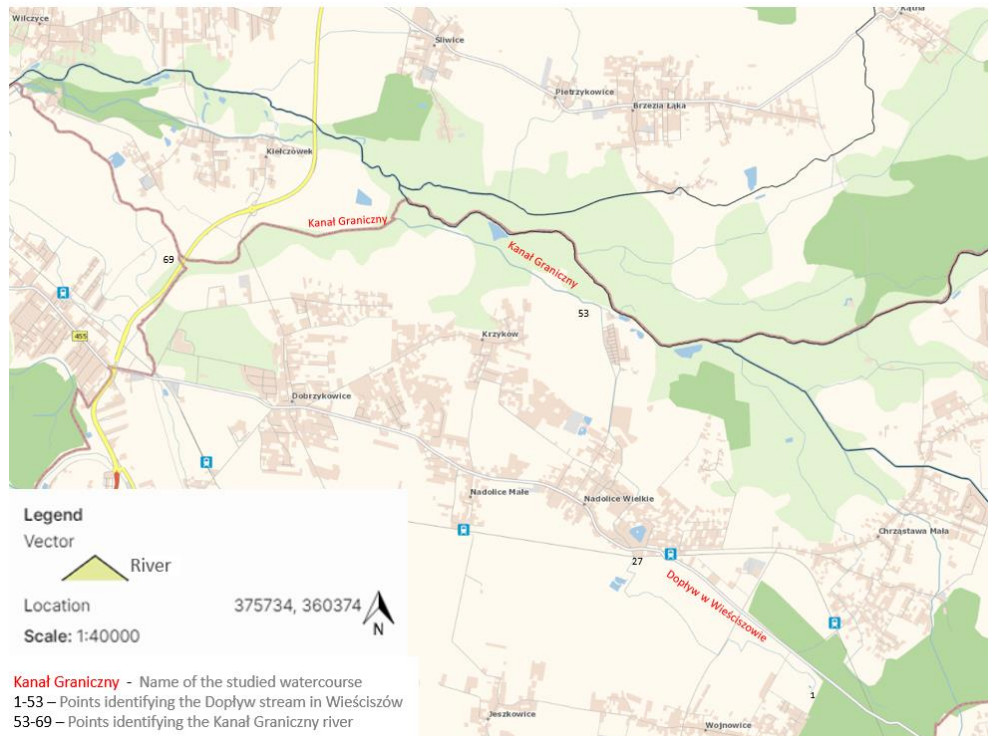 Wilczyce
Śliwice
Kątna
Pietrzykowice
Brzezia Łąka
Kiełczówek
Kanał Graniczny
Kanał Graniczny
69
53
455
Krzyków
Dobrzykowice
Nadolice Małe
Nadolice Wielkie
Chrząstawa Mała
27
Dopływ w Wieściszowie
1
Jeszkowice
Wojnowice
Legend
Vector
River
Location 375734, 360374
N
Scale: 1:40000
Kanał Graniczny - Name of the studied watercourse
1-53 – Points identifying the Dopływ stream in Wieściszów
53-69 – Points identifying the Kanał Graniczny river